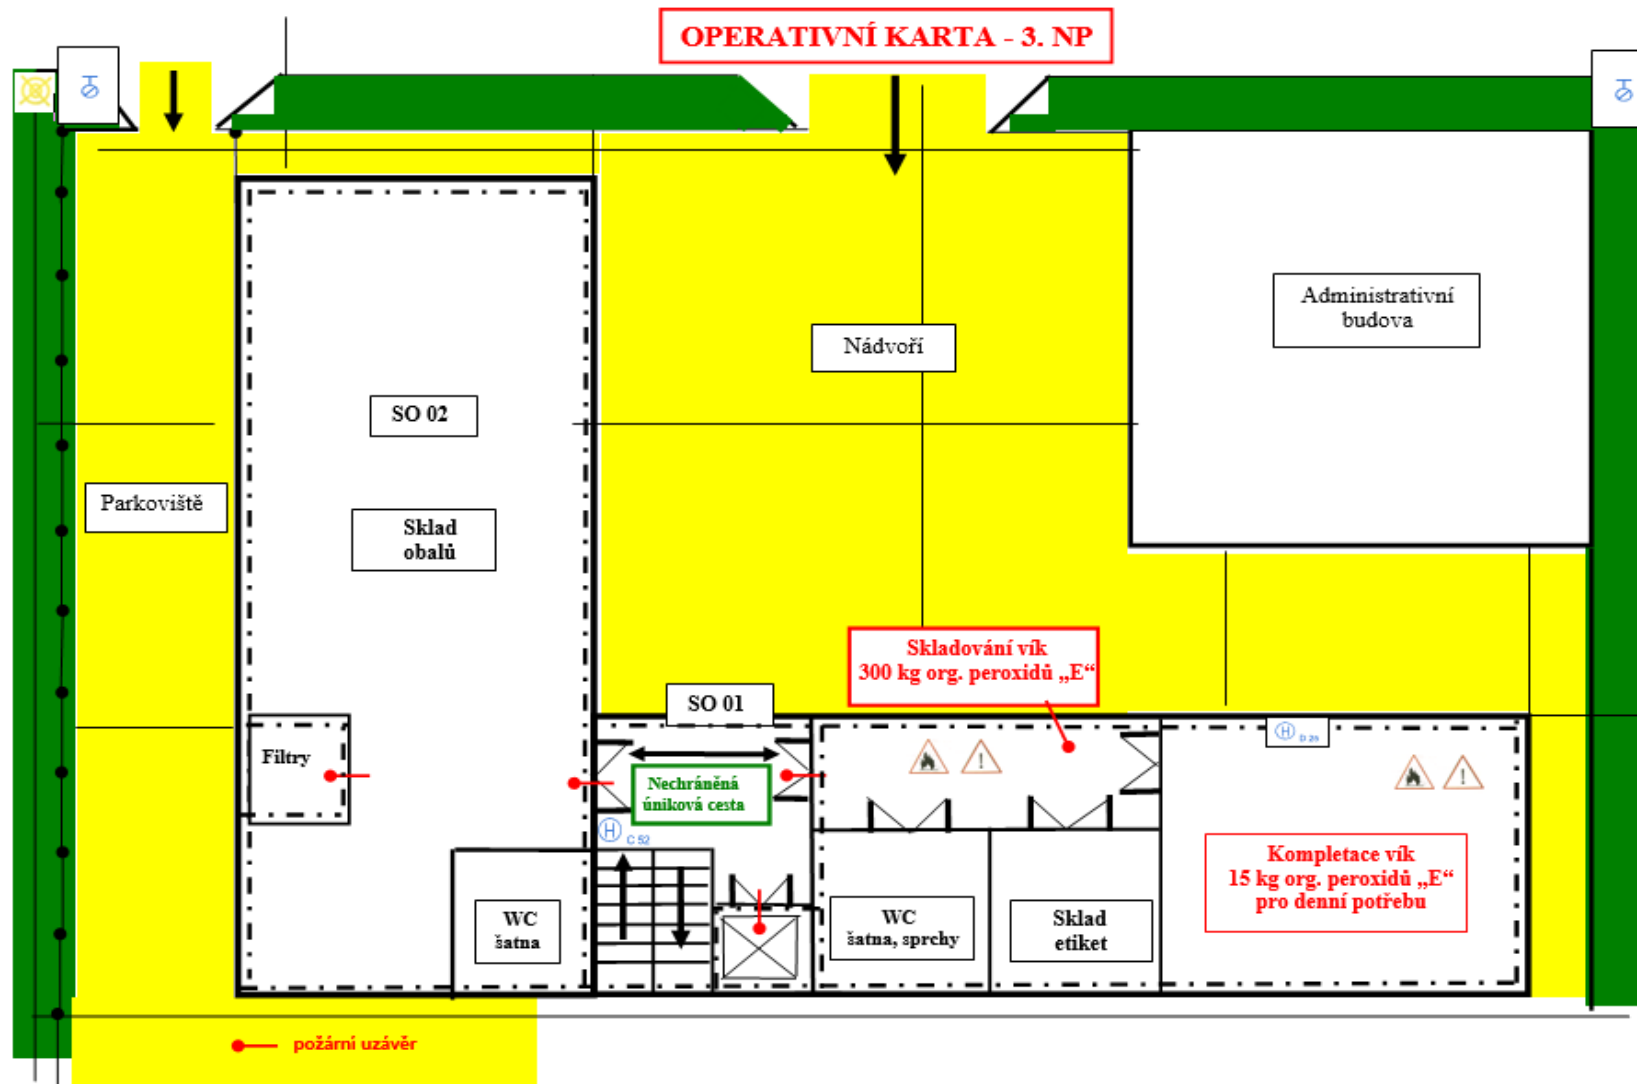 OPERATIVNÍ KARTA - 3. NP
Administrativní
budova
Nádvoří
SO 02
Parkoviště
Sklad
obalů
Skladování vík
300 kg org. peroxidů „E“
SO 01
Filtry
Nechráněná
úniková cesta
H C 52
H D 25
Kompletace vík
15 kg org. peroxidů „E“
pro denní potřebu
WC
šatna
WC
šatna, sprchy
Sklad
etiket
požární uzávěr